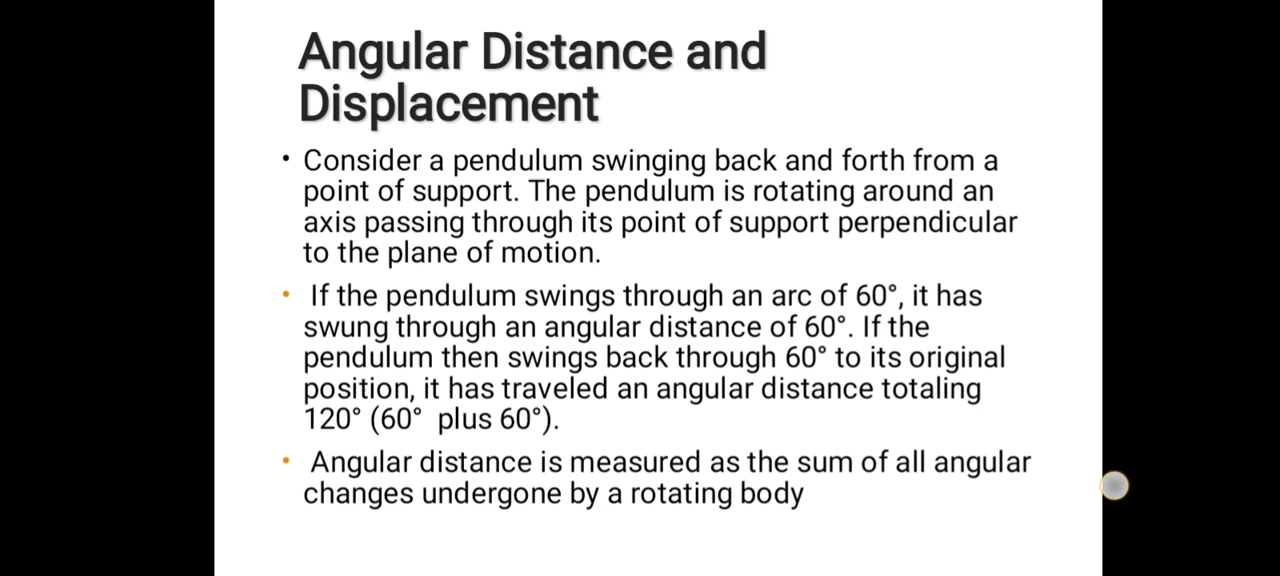 Angular Distance and
Displacement
• Consider a pendulum swinging back and forth from a
point of support. The pendulum is rotating around an
axis passing through its point of support perpendicular
to the plane of motion.
• If the pendulum swings through an arc of 60°, it has
swung through an angular distance of 60°. If the
pendulum then swings back through 60° to its original
position, it has traveled an angular distance totaling
120° (60°  plus 60°).
• Angular distance is measured as the sum of all angular
changes undergone by a rotating body